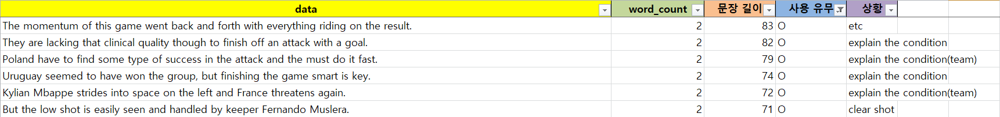 data word_count 문장 길이 사용 유무 상황
The momentum of this game went back and forth with everything riding on the result. 2 83 O etc
They are lacking that clinical quality though to finish off an attack with a goal. 2 82 O explain the condition
Poland have to find some type of success in the attack and the must do it fast. 2 79 O explain the condition(team)
Uruguay seemed to have won the group, but finishing the game smart is key. 2 74 O explain the condition
Kylian Mbappe strides into space on the left and France threatens again. 2 72 O explain the condition(team)
But the low shot is easily seen and handled by keeper Fernando Muslera. 2 71 O clear shot